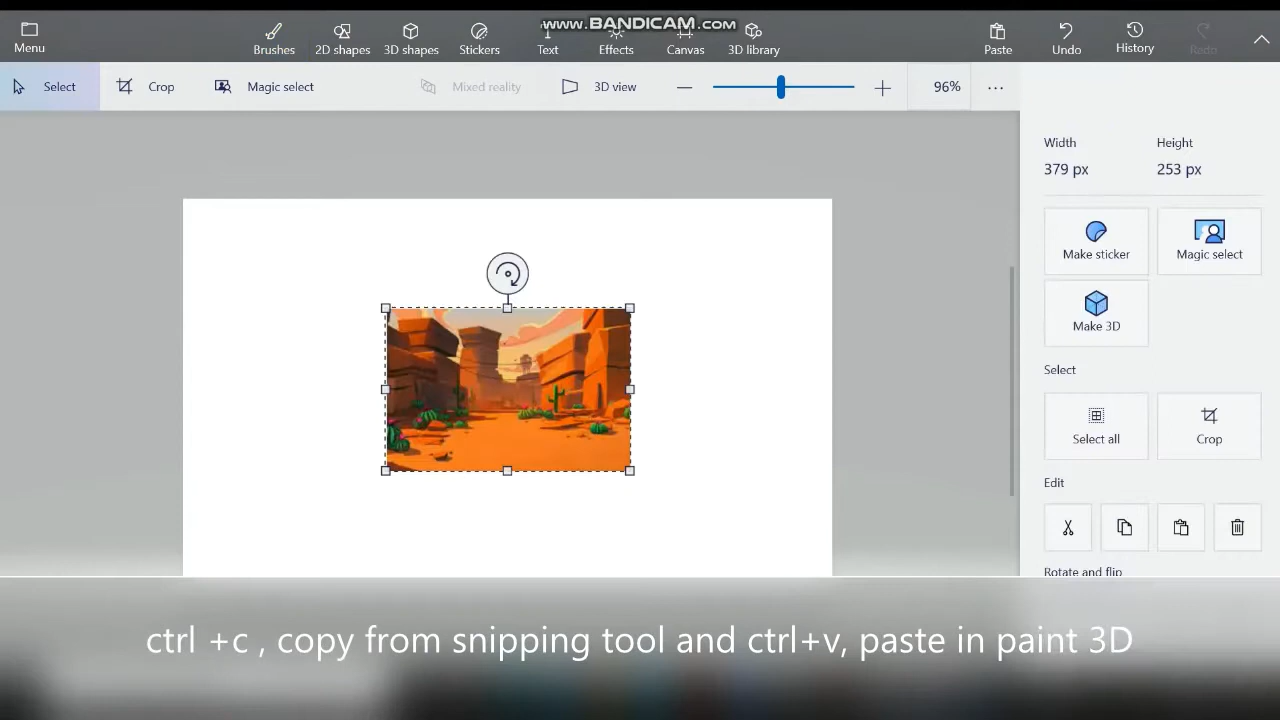 www.BANDICAM.com
Menu
Brushes
2D shapes
3D shapes
Stickers
Text
Effects
Canvas
3D library
Paste
Undo
History
Redo
Select
Crop
Magic select
Mixed reality
3D view
96%
Width
Height
379 px
253 px
Make sticker
Magic select
Make 3D
Select
Select all
Crop
Edit
Rotate and flip
ctrl +c , copy from snipping tool and ctrl+v, paste in paint 3D